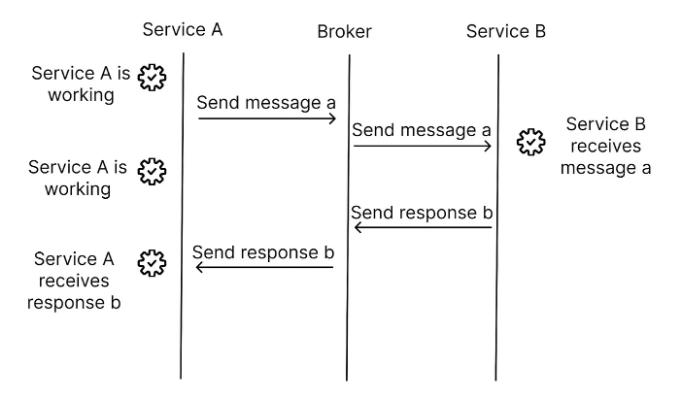 Service A
Broker
Service B
Service A is
working
Send message a
Send message a
Service B
receives
message a
Service A is
working
Send response b
Send response b
Service A
receives
response b